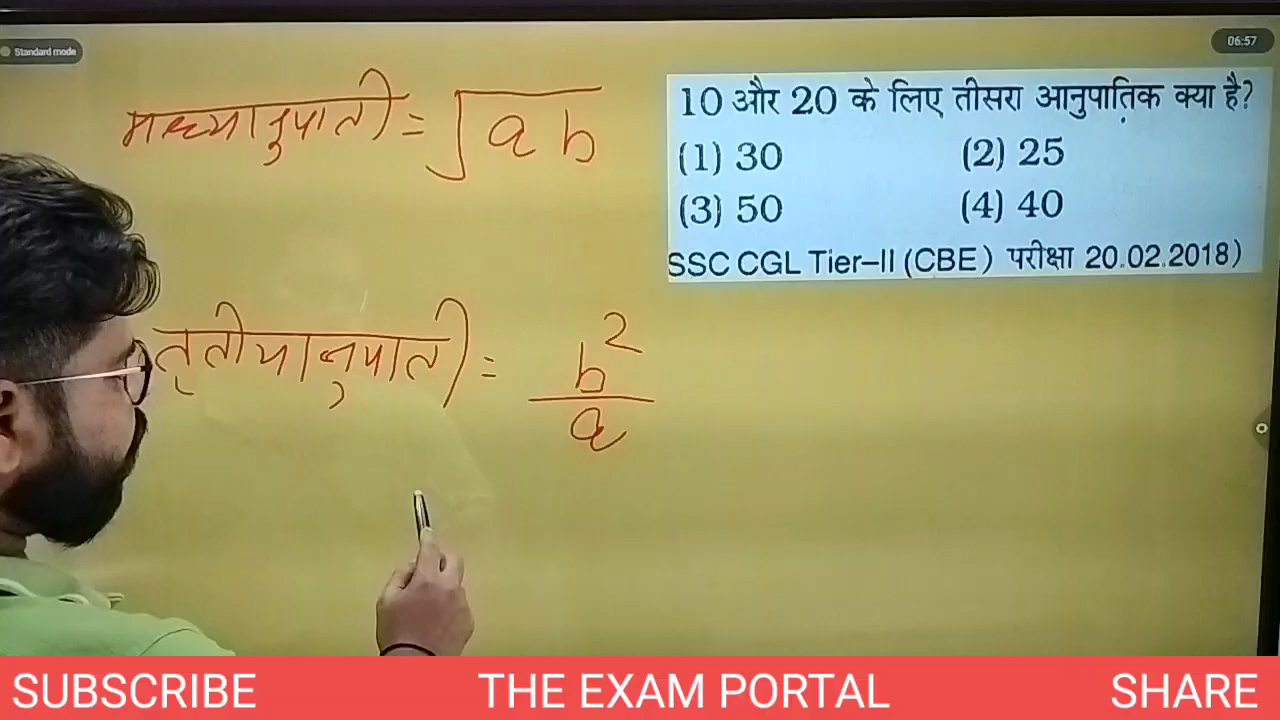 Standard mode
06:57
मध्यानुपाती = √ab
10 और 20 के लिए तीसरा आनुपातिक क्या है?
(1) 30 (2) 25
(3) 50 (4) 40
SSC CGL Tier–II (CBE) परीक्षा 20.02.2018)
तृतीयानुपाती = b²/a
SUBSCRIBE THE EXAM PORTAL SHARE